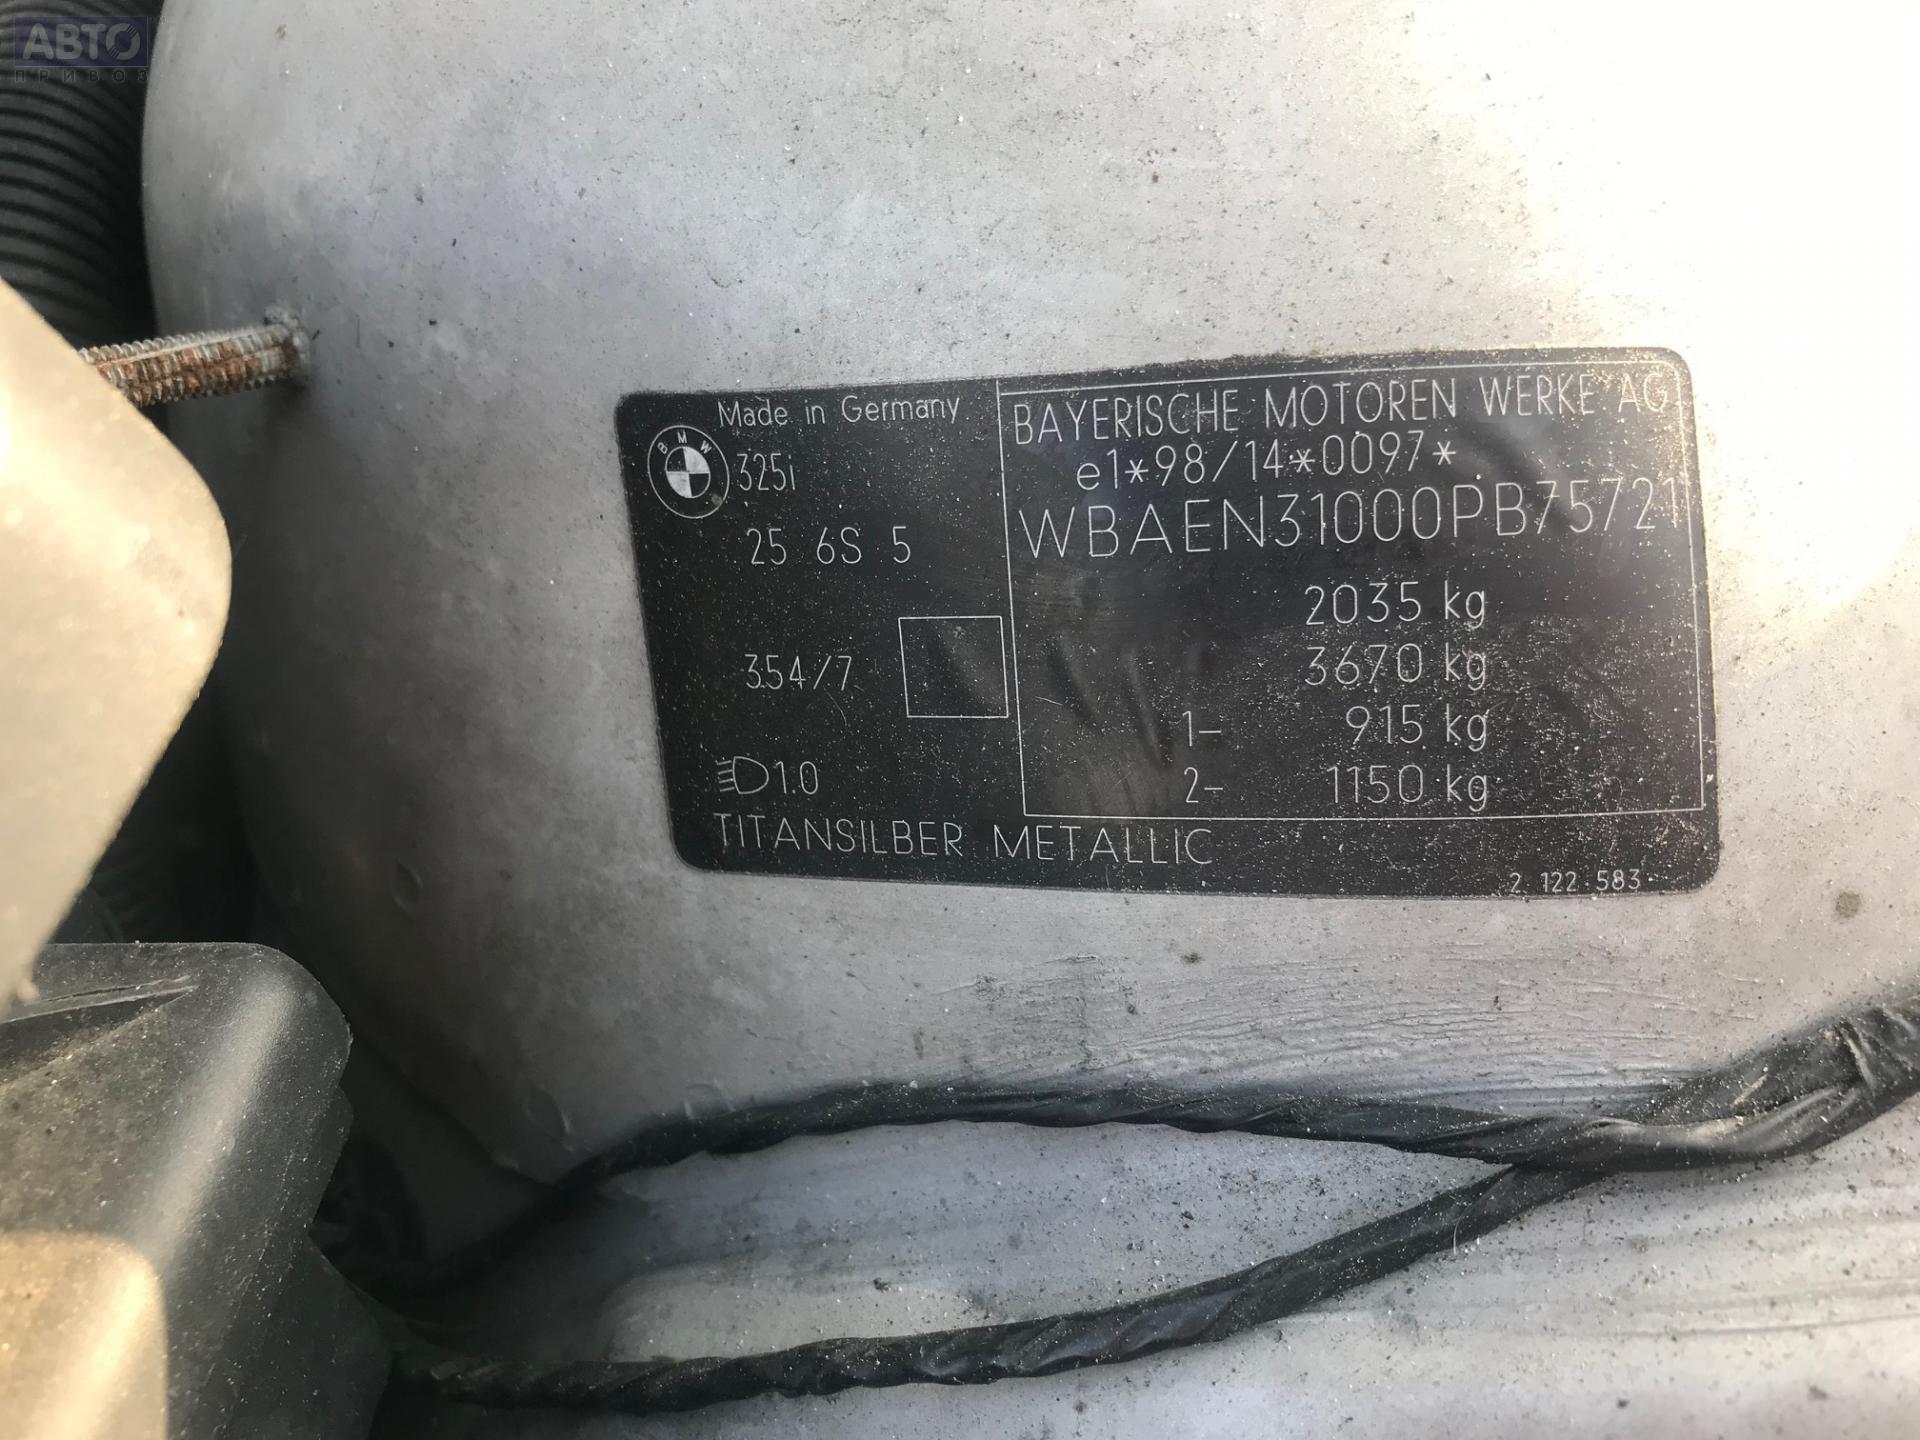 АВТО
ПРИВОЗ
Made in Germany
BMW
325i
25 6S 5
354/7
1.0
TITANSILBER METALLIC
BAYERISCHE MOTOREN WERKE AG
e1*98/14*0097*
WBAEN31000PB75721
2035 kg
3670 kg
1- 915 kg
2- 1150 kg
2 122 583